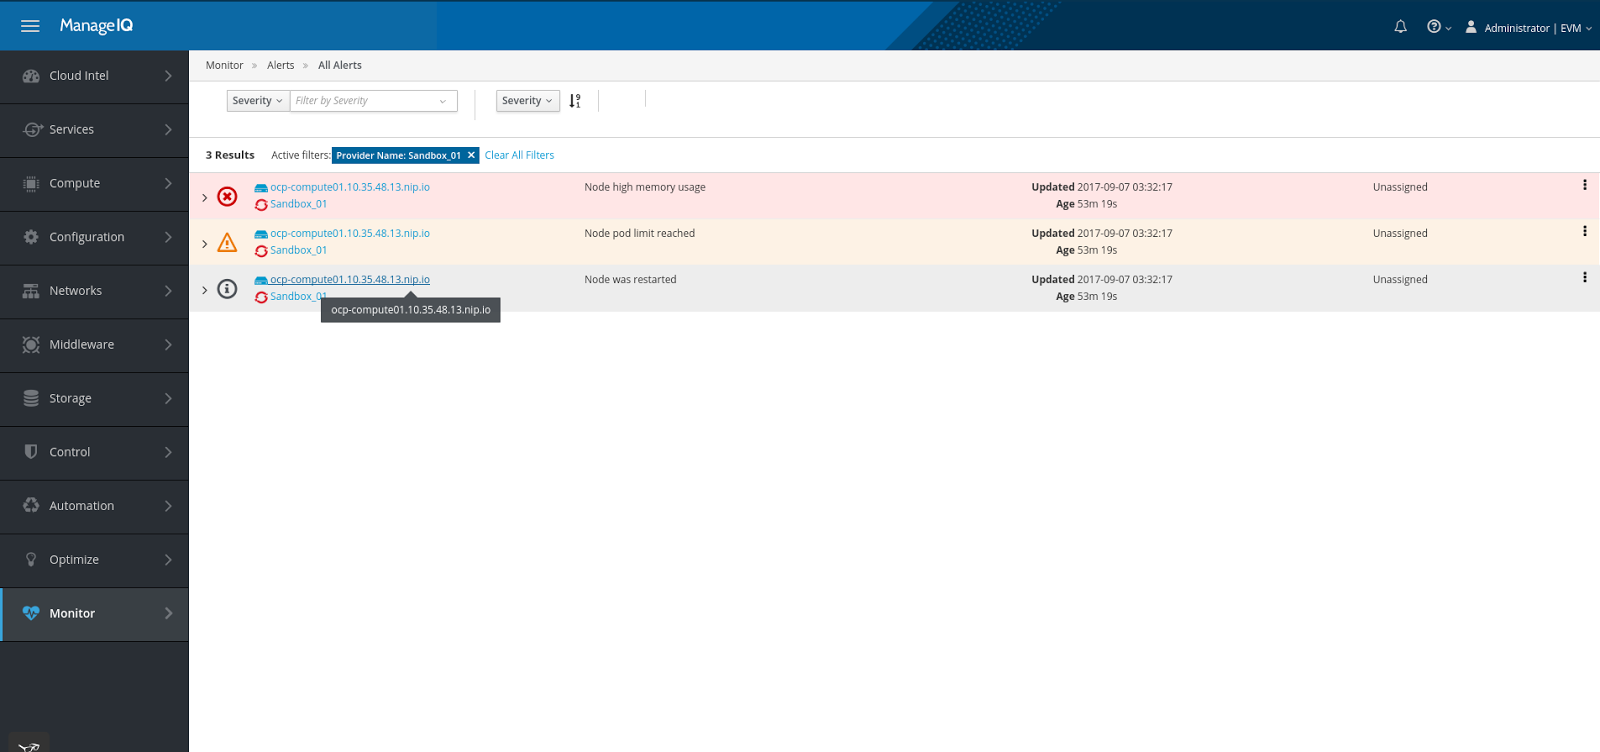 ManageIQ
Administrator | EVM
Cloud Intel
Services
Compute
Configuration
Networks
Middleware
Storage
Control
Automation
Optimize
Monitor
Monitor » Alerts » All Alerts
Severity Filter by Severity Severity 9 1
3 Results Active filters: Provider Name: Sandbox_01 × Clear All Filters
ocp-compute01.10.35.48.13.nip.io Node high memory usage Updated 2017-09-07 03:32:17 Unassigned
Sandbox_01 Age 53m 19s
ocp-compute01.10.35.48.13.nip.io Node pod limit reached Updated 2017-09-07 03:32:17 Unassigned
Sandbox_01 Age 53m 19s
ocp-compute01.10.35.48.13.nip.io Node was restarted Updated 2017-09-07 03:32:17 Unassigned
Sandbox_01 Age 53m 19s
ocp-compute01.10.35.48.13.nip.io